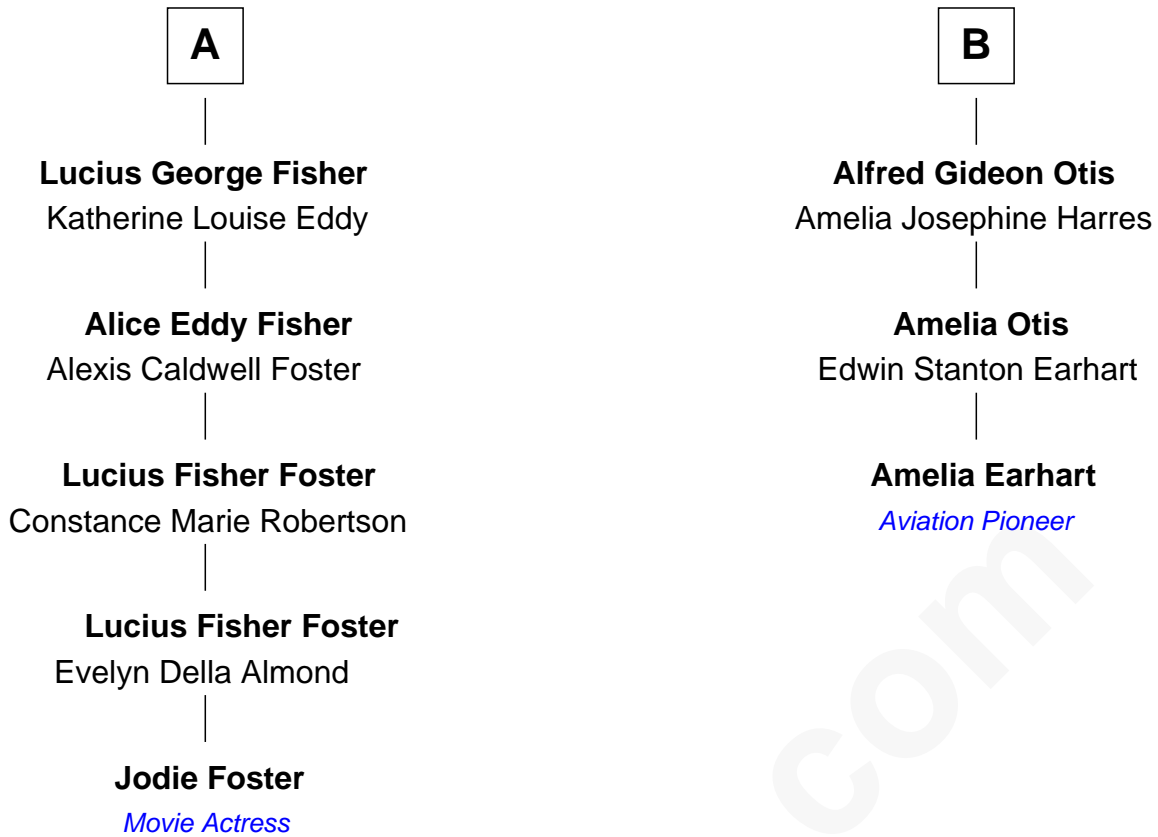 A
Lucius George Fisher
Katherine Louise Eddy
Alice Eddy Fisher
Alexis Caldwell Foster
Lucius Fisher Foster
Constance Marie Robertson
Lucius Fisher Foster
Evelyn Della Almond
Jodie Foster
Movie Actress
B
Alfred Gideon Otis
Amelia Josephine Harres
Amelia Otis
Edwin Stanton Earhart
Amelia Earhart
Aviation Pioneer
com